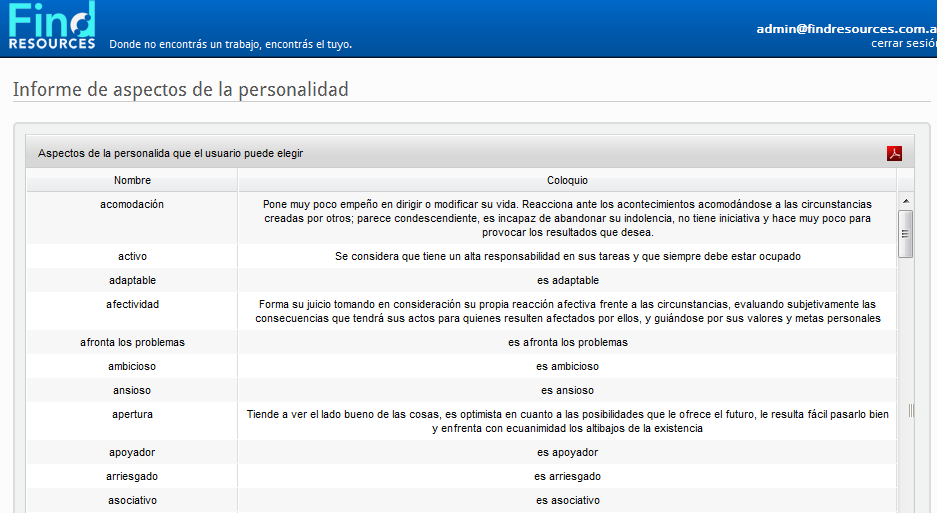 Find
RESOURCES
Donde no encontrás un trabajo, encontrás el tuyo.
admin@findresources.com.a
cerrar sesión
Informe de aspectos de la personalidad
Aspectos de la personalida que el usuario puede elegir
Nombre Coloquio
acomodación
Pone muy poco empeño en dirigir o modificar su vida. Reacciona ante los acontecimientos acomodándose a las circunstancias
creadas por otros; parece condescendiente, es incapaz de abandonar su indolencia, no tiene iniciativa y hace muy poco para
provocar los resultados que desea.
activo Se considera que tiene un alta responsabilidad en sus tareas y que siempre debe estar ocupado
adaptable es adaptable
afectividad
Forma su juicio tomando en consideración su propia reacción afectiva frente a las circunstancias, evaluando subjetivamente las
consecuencias que tendrá sus actos para quienes resulten afectados por ellos, y guiándose por sus valores y metas personales
afronta los problemas es afronta los problemas
ambicioso es ambicioso
ansioso es ansioso
apertura
Tiende a ver el lado bueno de las cosas, es optimista en cuanto a las posibilidades que le ofrece el futuro, le resulta fácil pasarlo bien
y enfrenta con ecuanimidad los altibajos de la existencia
apoyador es apoyador
arriesgado es arriesgado
asociativo es asociativo